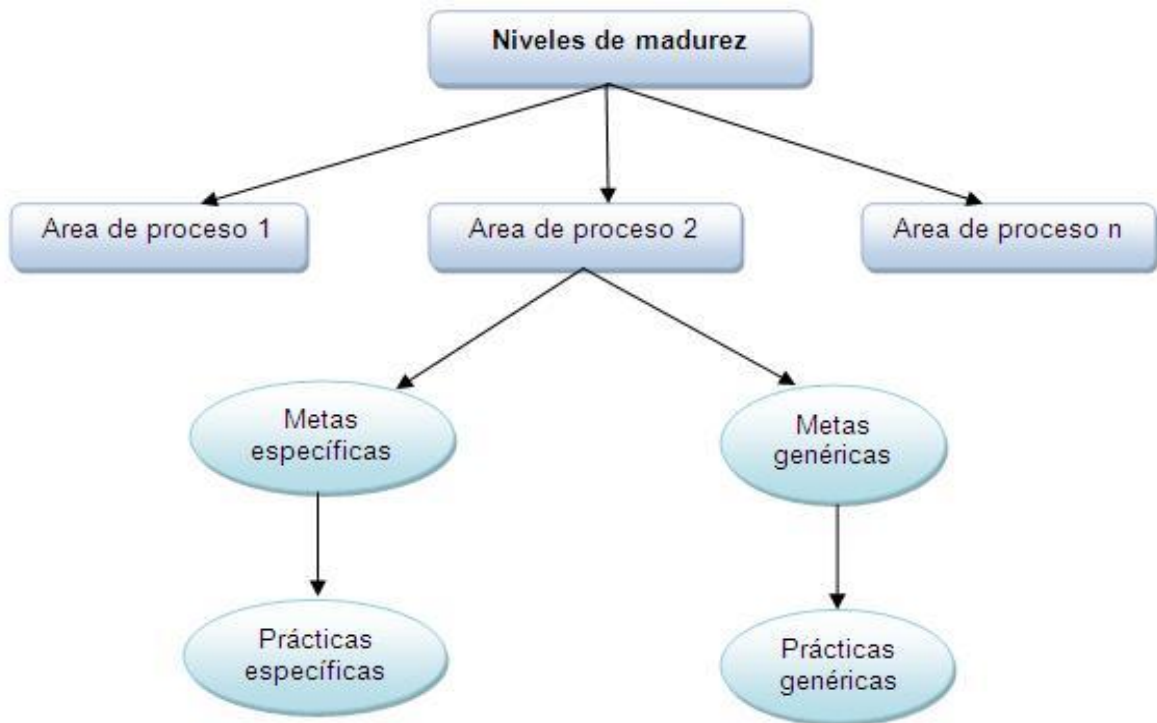 Niveles de madurez
Area de proceso 1
Area de proceso 2
Area de proceso n
Metas
específicas
Metas
genéricas
Prácticas
específicas
Prácticas
genéricas